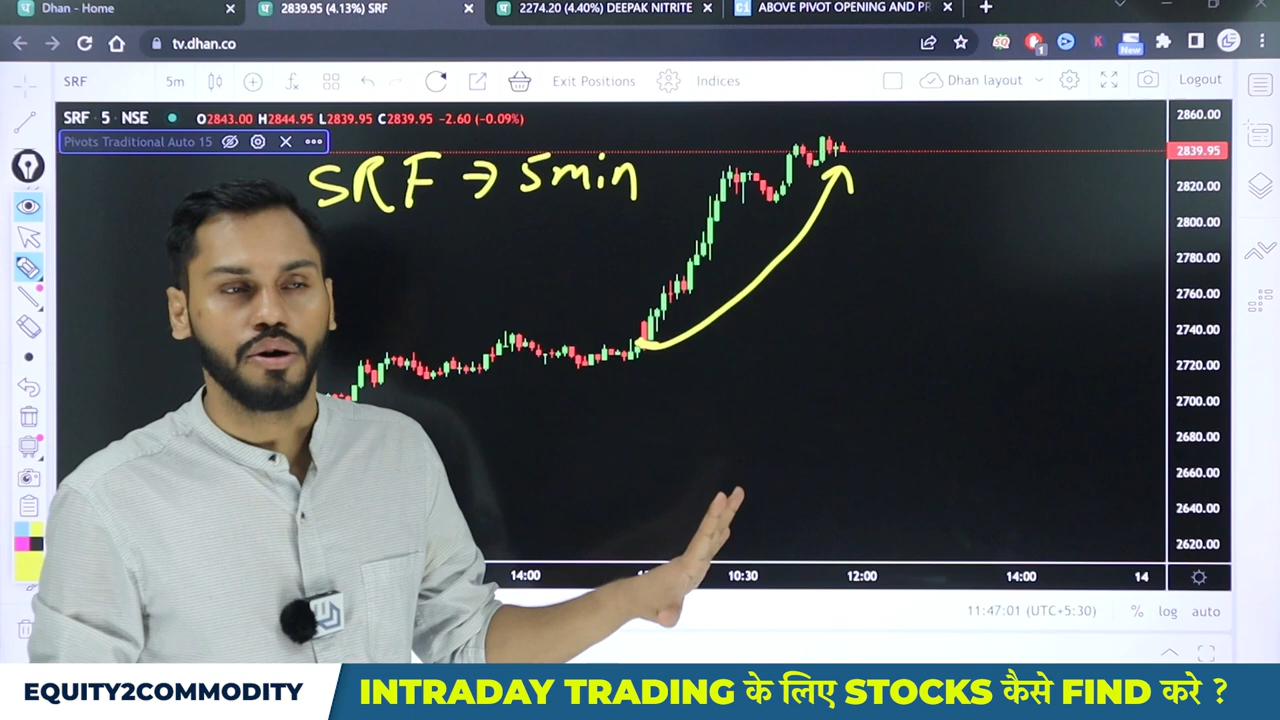 Dhan - Home
2839.95 (4.13%) SRF
2274.20 (4.40%) DEEPAK NITRITE
ABOVE PIVOT OPENING AND PR
tv.dhan.co
SRF 5m Exit Positions Indices Dhan layout Logout
SRF · 5 · NSE O2843.00 H2844.95 L2839.95 C2839.95 -2.60 (-0.09%)
Pivots Traditional Auto 15
SRF → 5min
2860.00
2839.95
2820.00
2800.00
2780.00
2760.00
2740.00
2720.00
2700.00
2680.00
2660.00
2640.00
2620.00
14:00 10:30 12:00 14:00 14
11:47:01 (UTC+5:30) % log auto
EQUITY2COMMODITY
INTRADAY TRADING के लिए STOCKS कैसे FIND करे ?